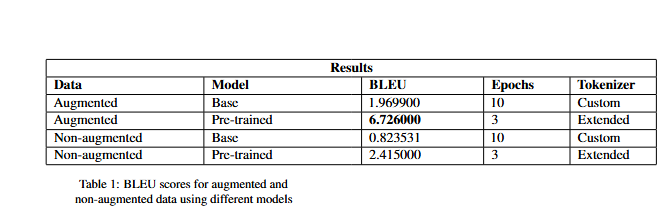 Results
Data Model BLEU Epochs Tokenizer
Augmented Base 1.969900 10 Custom
Augmented Pre-trained 6.726000 3 Extended
Non-augmented Base 0.823531 10 Custom
Non-augmented Pre-trained 2.415000 3 Extended
Table 1: BLEU scores for augmented and
non-augmented data using different models